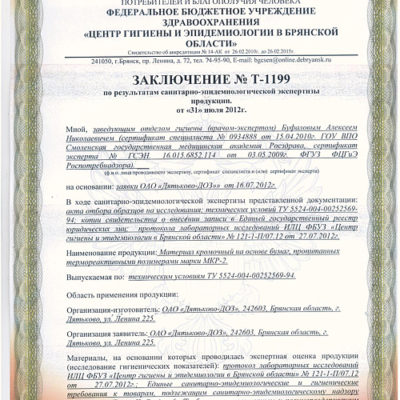 ПОТРЕБИТЕЛЕЙ И БЛАГОПОЛУЧИЯ ЧЕЛОВЕКА
ФЕДЕРАЛЬНОЕ БЮДЖЕТНОЕ УЧРЕЖДЕНИЕ
ЗДРАВООХРАНЕНИЯ
«ЦЕНТР ГИГИЕНЫ И ЭПИДЕМИОЛОГИИ В БРЯНСКОЙ
ОБЛАСТИ»
Свидетельство об аккредитации № 14-АК от 26.02.2010г. до 26.02.2015г.
241050, г.Брянск, пр. Ленина, д. 72, тел. 74-95-90, E-mail: bgcsen@online.debryansk.ru
ЗАКЛЮЧЕНИЕ № Т-1199
по результатам санитарно-эпидемиологической экспертизы
продукции.
от «31» июля 2012г.
Мной, заведующим отделом гигиены (врачом-экспертом) Буфаловым Алексеем
Николаевичем (сертификат специалиста № 0934888 от 15.04.2010г. ГОУ ВПО
Смоленская государственная медицинская академия Росздрава, сертификат
эксперта № ГСЭН. 16.015.6852.114 от 03.05.2009г. ФГУЗ ФЦГиЭ
Роспотребнадзора).
(ф.и.о. лица проводившего экспертизу, сертификат специалиста и (или) сертификат эксперта)
на основании: заявки ОАО «Дятьково-ДОЗ»» от 16.07.2012г.
В ходе санитарно-эпидемиологической экспертизы представленной документации:
акта отбора образцов на исследования; технических условий ТУ 5524-004-00252569-
94; копии свидетельства о внесении записи в Единый государственный реестр
юридических лиц; протокола лабораторных исследований ИЛЦ ФБУЗ «Центр
гигиены и эпидемиологии в Брянской области» № 121-1-П/07.12 от 27.07.2012г.;
Наименование продукции: Материал кромочный на основе бумаг, пропитанных
термореактивными полимерами марки МКР-2.
Выпускаемая по: техническим условиям ТУ 5524-004-00252569-94.
Область применения продукции:
Организация-изготовитель: ОАО «Дятьково-ДОЗ», 242603, Брянская область, г.
Дятьково, ул. Ленина 225.
Организация заявитель: ОАО «Дятьково-ДОЗ», 242603, Брянская область, г.
Дятьково, ул. Ленина 225.
Материалы, на основании которых проводилась экспертная оценка продукции
(исследование гигиенических показателей): протокол лабораторных исследований
ИЛЦ ФБУЗ «Центр гигиены и эпидемиологии в Брянской области» № 121-1-П/07.12
от 27.07.2012г.; Единые санитарно-эпидемиологические и гигиенические
требования к товарам, подлежащим санитарно-эпидемиологическому надзору